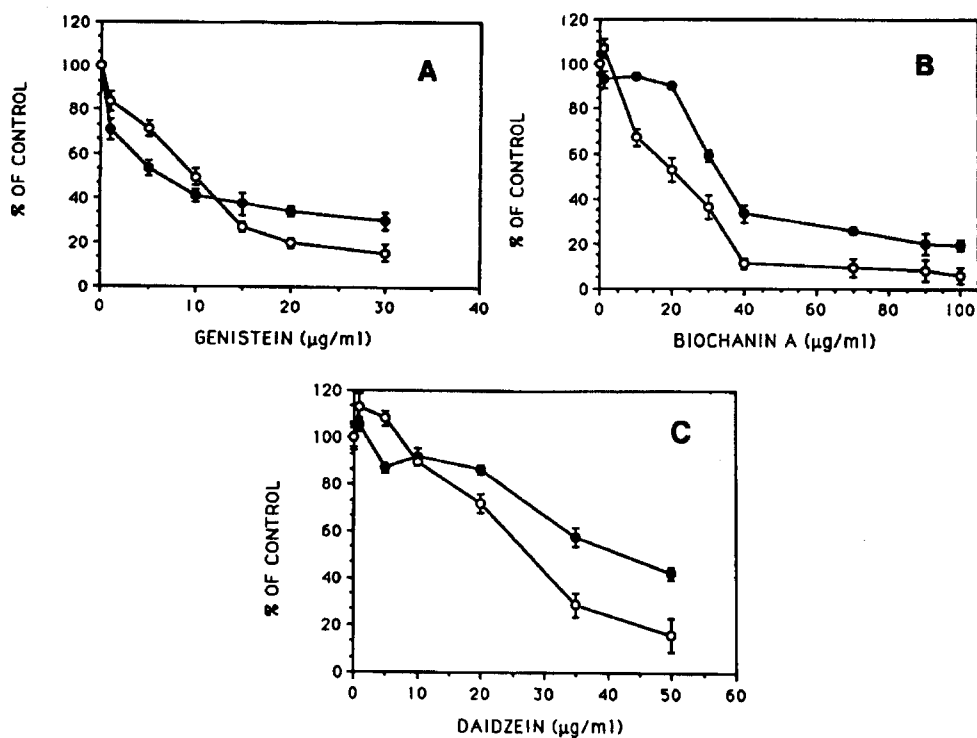 A
% OF CONTROL
120
100
80
60
40
20
0
0 10 20 30 40
GENISTEIN (µg/ml)
B
% OF CONTROL
120
100
80
60
40
20
0
0 20 40 60 80 100
BIOCHANIN A (µg/ml)
C
% OF CONTROL
120
100
80
60
40
20
0
0 10 20 30 40 50 60
DAIDZEIN (µg/ml)